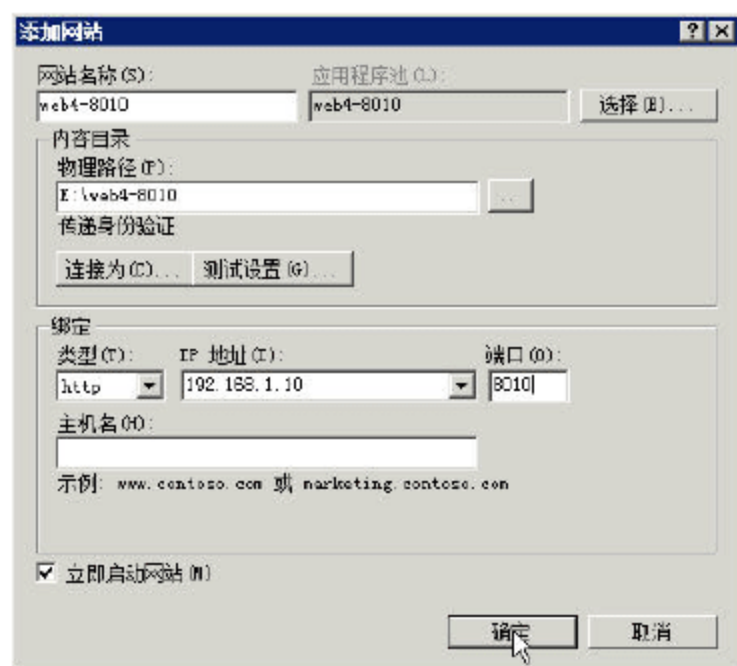 添加网站
网站名称(S): 应用程序池(L):
web4-8010 web4-8010 选择(E)...
内容目录
物理路径(P):
E:\web4-8010 ...
传递身份验证
连接为(C)... 测试设置(G)...
绑定
类型(T): IP 地址(I): 端口(O):
http 192.168.1.10 8010
主机名(H):
示例: www.contoso.com 或 marketing.contoso.com
立即启动网站(M)
确定 取消